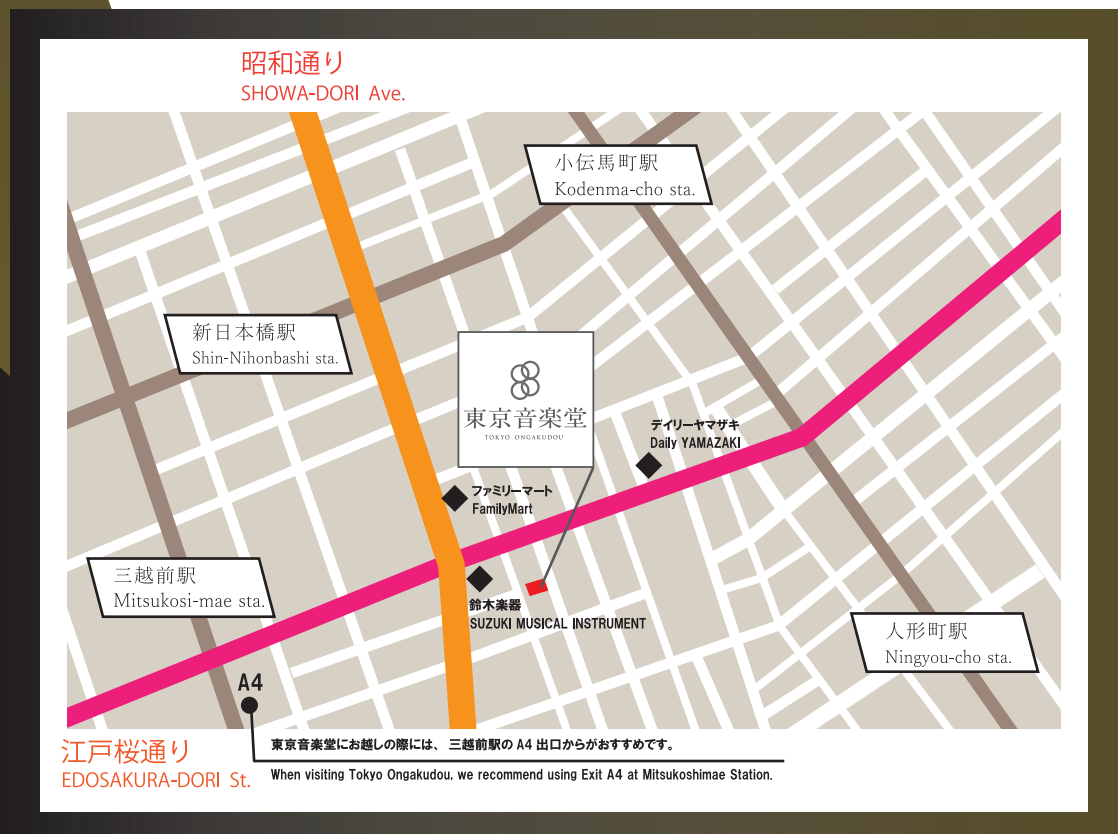 昭和通り
SHOWA-DORI Ave.
小伝馬町駅
Kodenma-cho sta.
新日本橋駅
Shin-Nihonbashi sta.
東京音楽堂
TOKYO ONGAKUDOU
デイリーヤマザキ
Daily YAMAZAKI
ファミリーマート
FamilyMart
三越前駅
Mitsukosi-mae sta.
鈴木楽器
SUZUKI MUSICAL INSTRUMENT
人形町駅
Ningyou-cho sta.
A4
江戸桜通り
EDOSAKURA-DORI St.
東京音楽堂にお越しの際には、三越前駅の A4 出口からがおすすめです。
When visiting Tokyo Ongakudou, we recommend using Exit A4 at Mitsukoshimae Station.